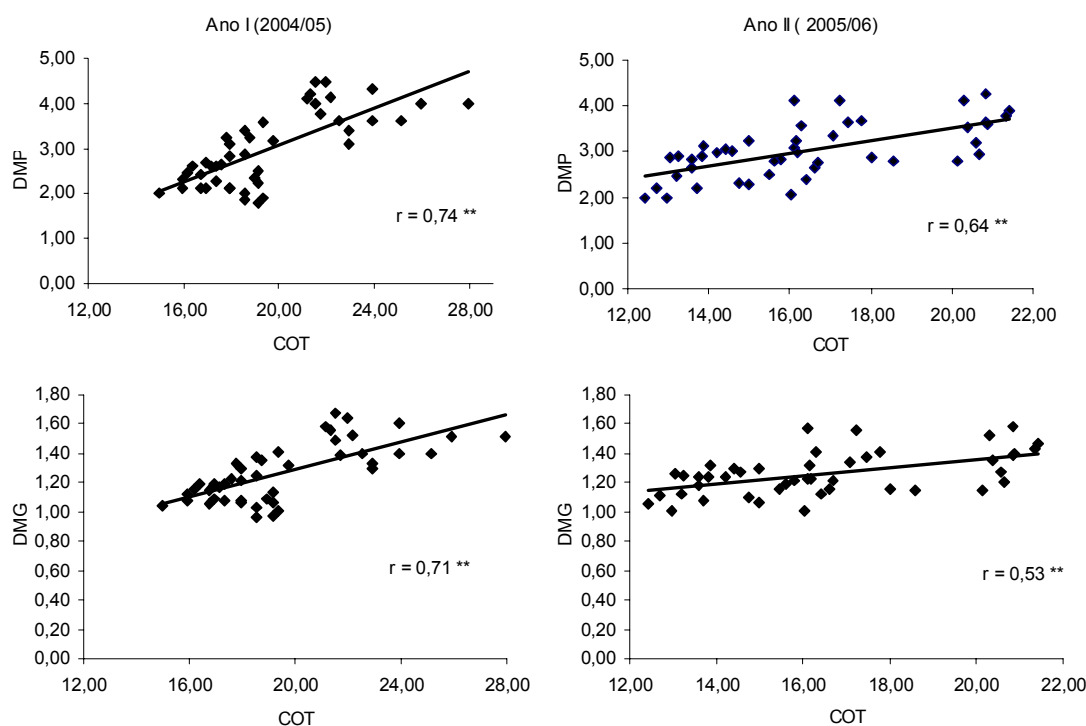 Ano I (2004/05)
Ano II ( 2005/06)
5,00
4,00
3,00
2,00
1,00
0,00
DMP
r = 0,74 **
12,00 16,00 20,00 24,00 28,00
COT
5,00
4,00
3,00
2,00
1,00
0,00
DMP
r = 0,64 **
12,00 14,00 16,00 18,00 20,00 22,00
COT
1,80
1,60
1,40
1,20
1,00
0,80
0,60
0,40
0,20
0,00
DMG
r = 0,71 **
12,00 16,00 20,00 24,00 28,00
COT
1,80
1,60
1,40
1,20
1,00
0,80
0,60
0,40
0,20
0,00
DMG
r = 0,53 **
12,00 14,00 16,00 18,00 20,00 22,00
COT